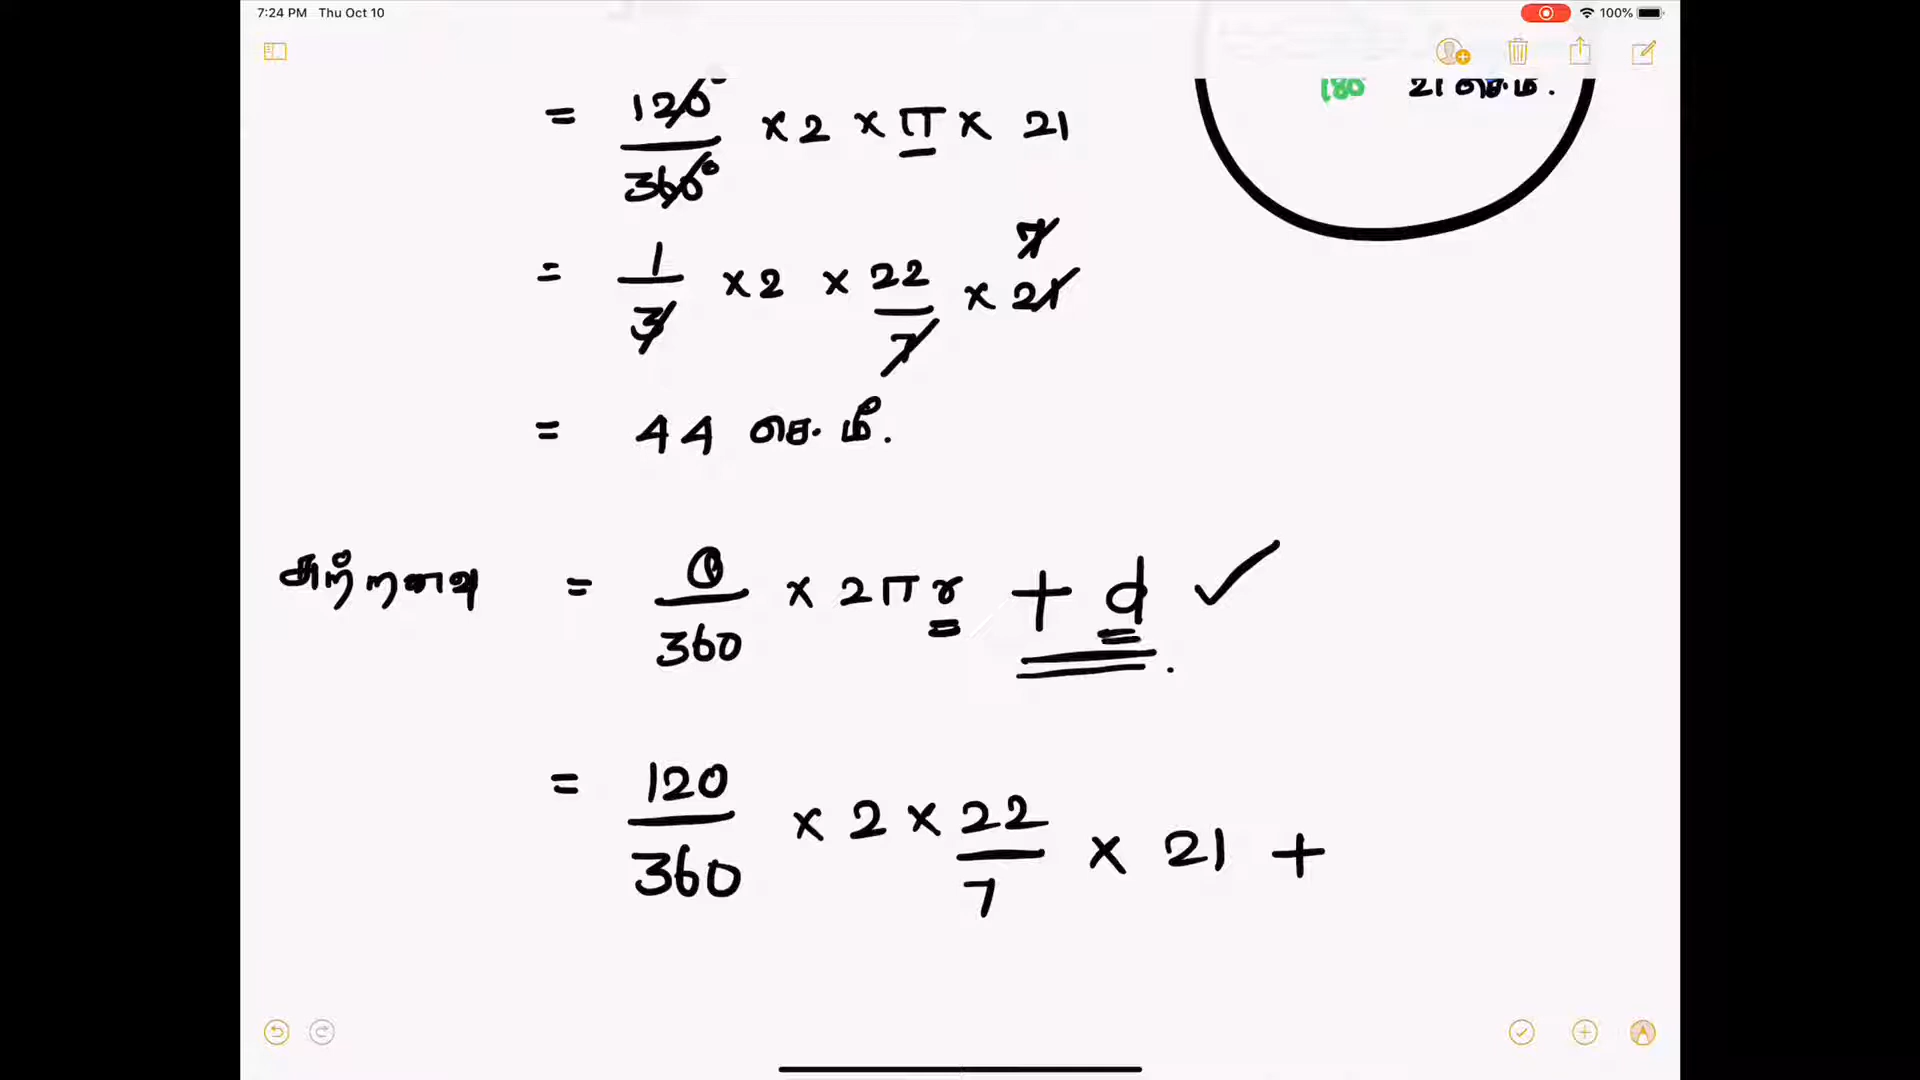 7:24 PM Thu Oct 10 100%
180 21 செ.மீ.
= 120° / 360° × 2 × π × 21
= 1/3 × 2 × 22/7 × 21 7
= 44 செ.மீ.
சுற்றளவு = θ/360 × 2πr + d ✓
= 120/360 × 2 × 22/7 × 21 +